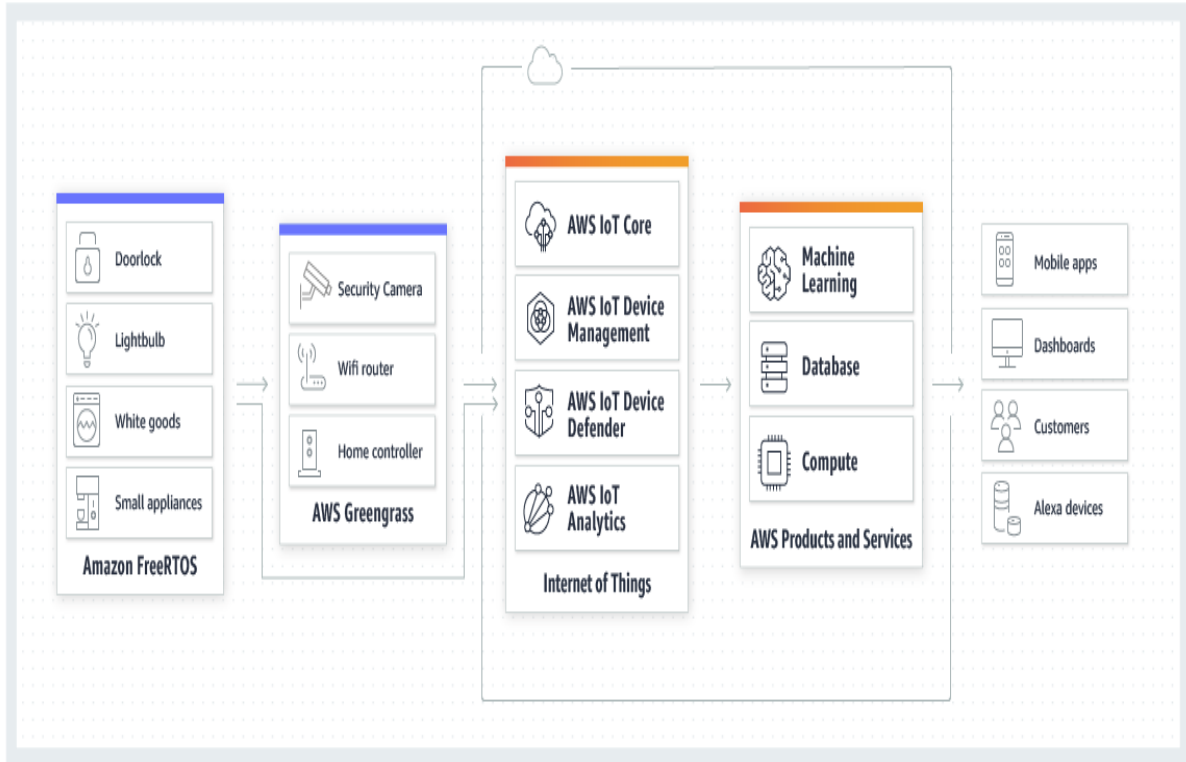 Doorlock
Lightbulb
White goods
Small appliances
Amazon FreeRTOS
Security Camera
Wifi router
Home controller
AWS Greengrass
AWS IoT Core
AWS IoT Device
Management
AWS IoT Device
Defender
AWS IoT
Analytics
Internet of Things
Machine
Learning
Database
Compute
AWS Products and Services
Mobile apps
Dashboards
Customers
Alexa devices